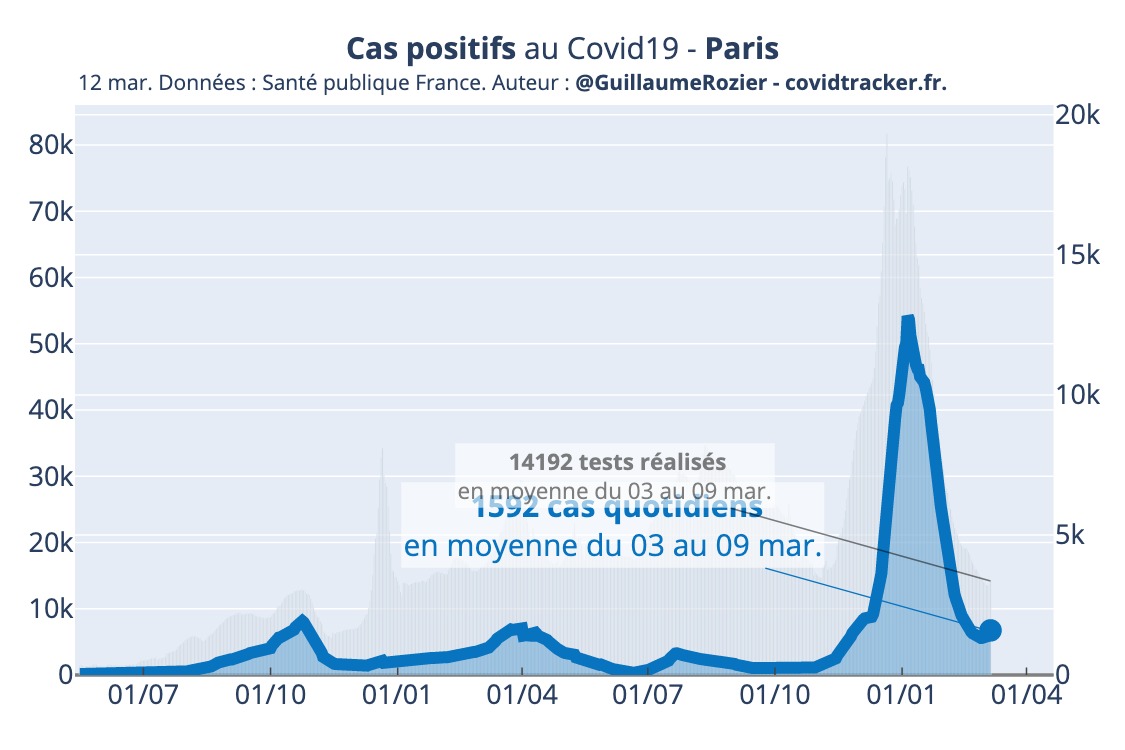 Cas positifs au Covid19 - Paris
12 mar. Données : Santé publique France. Auteur : @GuillaumeRozier - covidtracker.fr.
20k
80k
70k
15k
60k
50k
10k
40k
14192 tests réalisés
30k
en moyenne du 03 au 09 mar.
1592 cas quotidiens
5k
20k
en moyenne du 03 au 09 mar.
10k
0
0
01/07
01/10
01/01
01/04
01/07
01/10
01/01
01/04